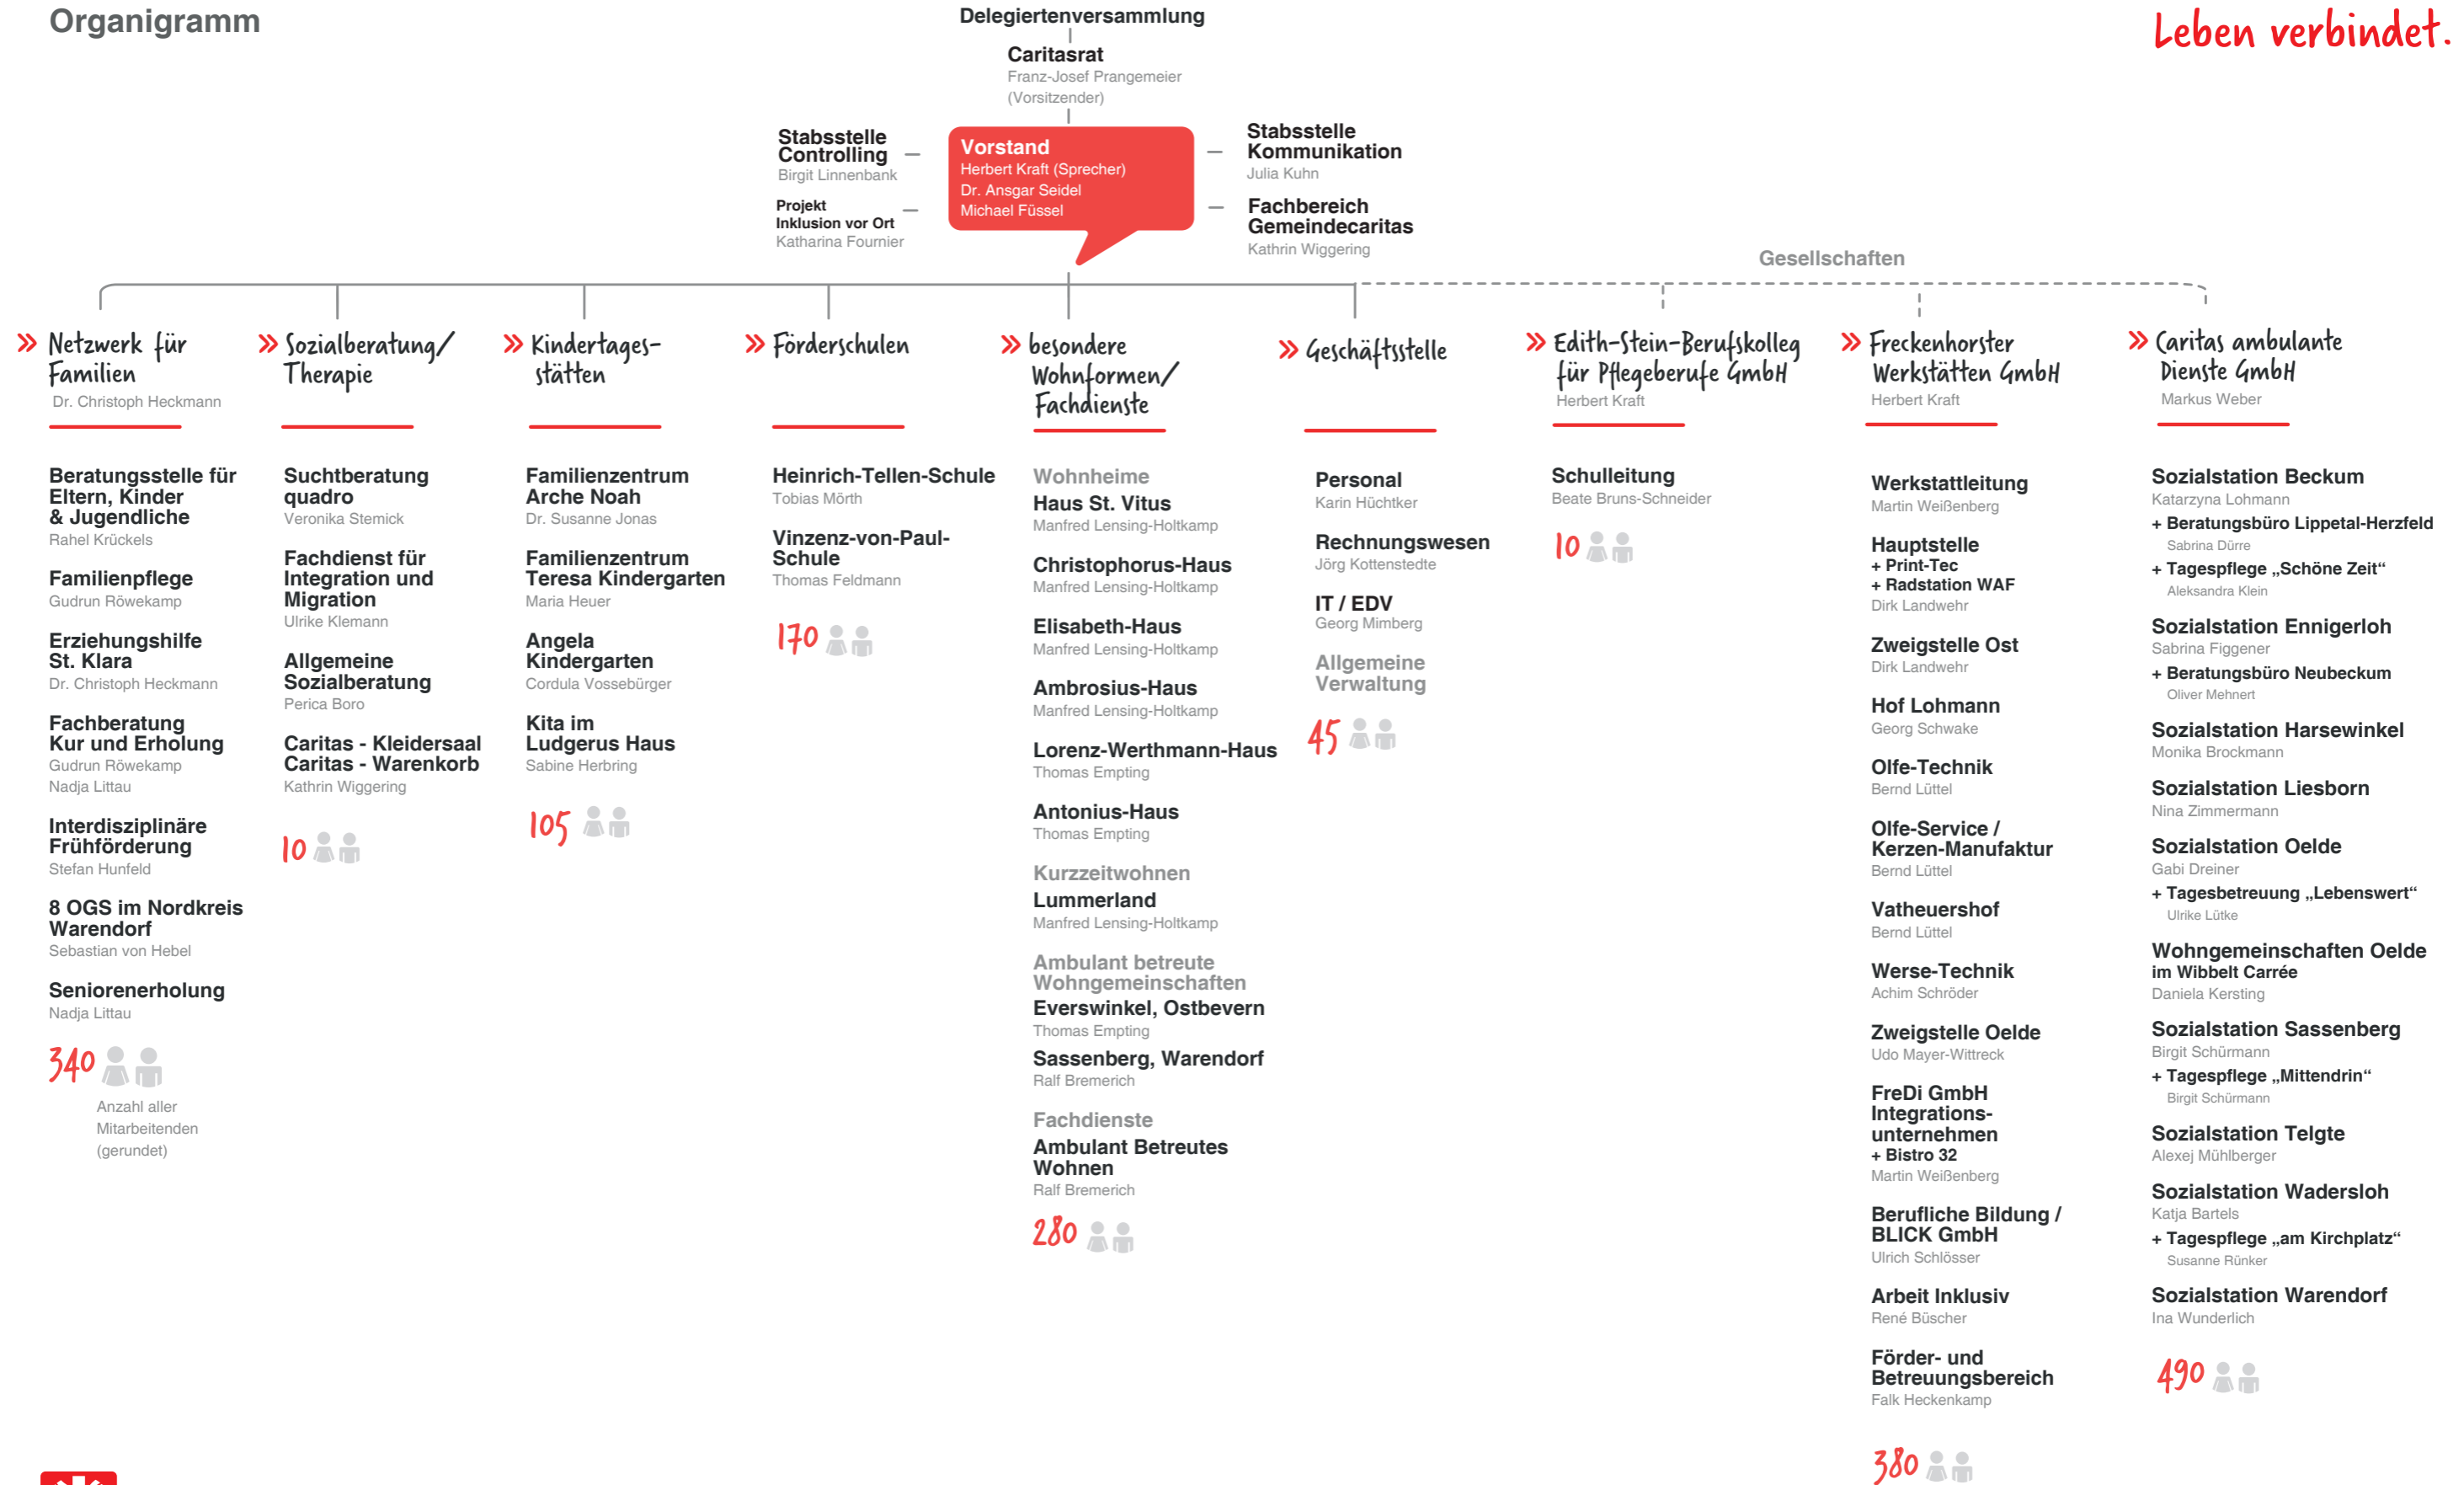 Organigramm
Leben verbindet.
Delegiertenversammlung
Caritasrat
Franz-Josef Prangemeier
(Vorsitzender)
Stabsstelle
Controlling
Birgit Linnenbank
Projekt
Inklusion vor Ort
Katharina Fournier
Vorstand
Herbert Kraft (Sprecher)
Dr. Ansgar Seidel
Michael Füssel
Stabsstelle
Kommunikation
Julia Kuhn
Fachbereich
Gemeindecaritas
Kathrin Wiggering
Gesellschaften
Netzwerk für
Familien
Dr. Christoph Heckmann
Beratungsstelle für
Eltern, Kinder
& Jugendliche
Rahel Krückels
Familienpflege
Gudrun Röwekamp
Erziehungshilfe
St. Klara
Dr. Christoph Heckmann
Fachberatung
Kur und Erholung
Gudrun Röwekamp
Nadja Littau
Interdisziplinäre
Frühförderung
Stefan Hunfeld
8 OGS im Nordkreis
Warendorf
Sebastian von Hebel
Seniorenerholung
Nadja Littau
340
Anzahl aller
Mitarbeitenden
(gerundet)
Sozialberatung/
Therapie
Suchtberatung
quadro
Veronika Stemick
Fachdienst für
Integration und
Migration
Ulrike Klemann
Allgemeine
Sozialberatung
Perica Boro
Caritas - Kleidersaal
Caritas - Warenkorb
Kathrin Wiggering
10
Kindertages-
stätten
Familienzentrum
Arche Noah
Dr. Susanne Jonas
Familienzentrum
Teresa Kindergarten
Maria Heuer
Angela
Kindergarten
Cordula Vossebürger
Kita im
Ludgerus Haus
Sabine Herbring
105
Förderschulen
Heinrich-Tellen-Schule
Tobias Mörth
Vinzenz-von-Paul-
Schule
Thomas Feldmann
170
besondere
Wohnformen/
Fachdienste
Wohnheime
Haus St. Vitus
Manfred Lensing-Holtkamp
Christophorus-Haus
Manfred Lensing-Holtkamp
Elisabeth-Haus
Manfred Lensing-Holtkamp
Ambrosius-Haus
Manfred Lensing-Holtkamp
Lorenz-Werthmann-Haus
Thomas Empting
Antonius-Haus
Thomas Empting
Kurzzeitwohnen
Lummerland
Manfred Lensing-Holtkamp
Ambulant betreute
Wohngemeinschaften
Everswinkel, Ostbevern
Thomas Empting
Sassenberg, Warendorf
Ralf Bremerich
Fachdienste
Ambulant Betreutes
Wohnen
Ralf Bremerich
280
Geschäftsstelle
Personal
Karin Hüchtker
Rechnungswesen
Jörg Kottenstedte
IT / EDV
Georg Mimberg
Allgemeine
Verwaltung
45
Edith-Stein-Berufskolleg
für Pflegeberufe GmbH
Herbert Kraft
Schulleitung
Beate Bruns-Schneider
10
Freckenhorster
Werkstätten GmbH
Herbert Kraft
Werkstattleitung
Martin Weißenberg
Hauptstelle
+ Print-Tec
+ Radstation WAF
Dirk Landwehr
Zweigstelle Ost
Dirk Landwehr
Hof Lohmann
Georg Schwake
Olfe-Technik
Bernd Lüttel
Olfe-Service /
Kerzen-Manufaktur
Bernd Lüttel
Vatheuershof
Bernd Lüttel
Werse-Technik
Achim Schröder
Zweigstelle Oelde
Udo Mayer-Wittreck
FreDi GmbH
Integrations-
unternehmen
+ Bistro 32
Martin Weißenberg
Berufliche Bildung /
BLICK GmbH
Ulrich Schlösser
Arbeit Inklusiv
René Büscher
Förder- und
Betreuungsbereich
Falk Heckenkamp
380
Caritas ambulante
Dienste GmbH
Markus Weber
Sozialstation Beckum
Katarzyna Lohmann
+ Beratungsbüro Lippetal-Herzfeld
Sabrina Dürre
+ Tagespflege „Schöne Zeit“
Aleksandra Klein
Sozialstation Ennigerloh
Sabrina Figgener
+ Beratungsbüro Neubeckum
Oliver Mehnert
Sozialstation Harsewinkel
Monika Brockmann
Sozialstation Liesborn
Nina Zimmermann
Sozialstation Oelde
Gabi Dreiner
+ Tagesbetreuung „Lebenswert“
Ulrike Lütke
Wohngemeinschaften Oelde
im Wibbelt Carrée
Daniela Kersting
Sozialstation Sassenberg
Birgit Schürmann
+ Tagespflege „Mittendrin“
Birgit Schürmann
Sozialstation Telgte
Alexej Mühlberger
Sozialstation Wadersloh
Katja Bartels
+ Tagespflege „am Kirchplatz“
Susanne Rünker
Sozialstation Warendorf
Ina Wunderlich
490